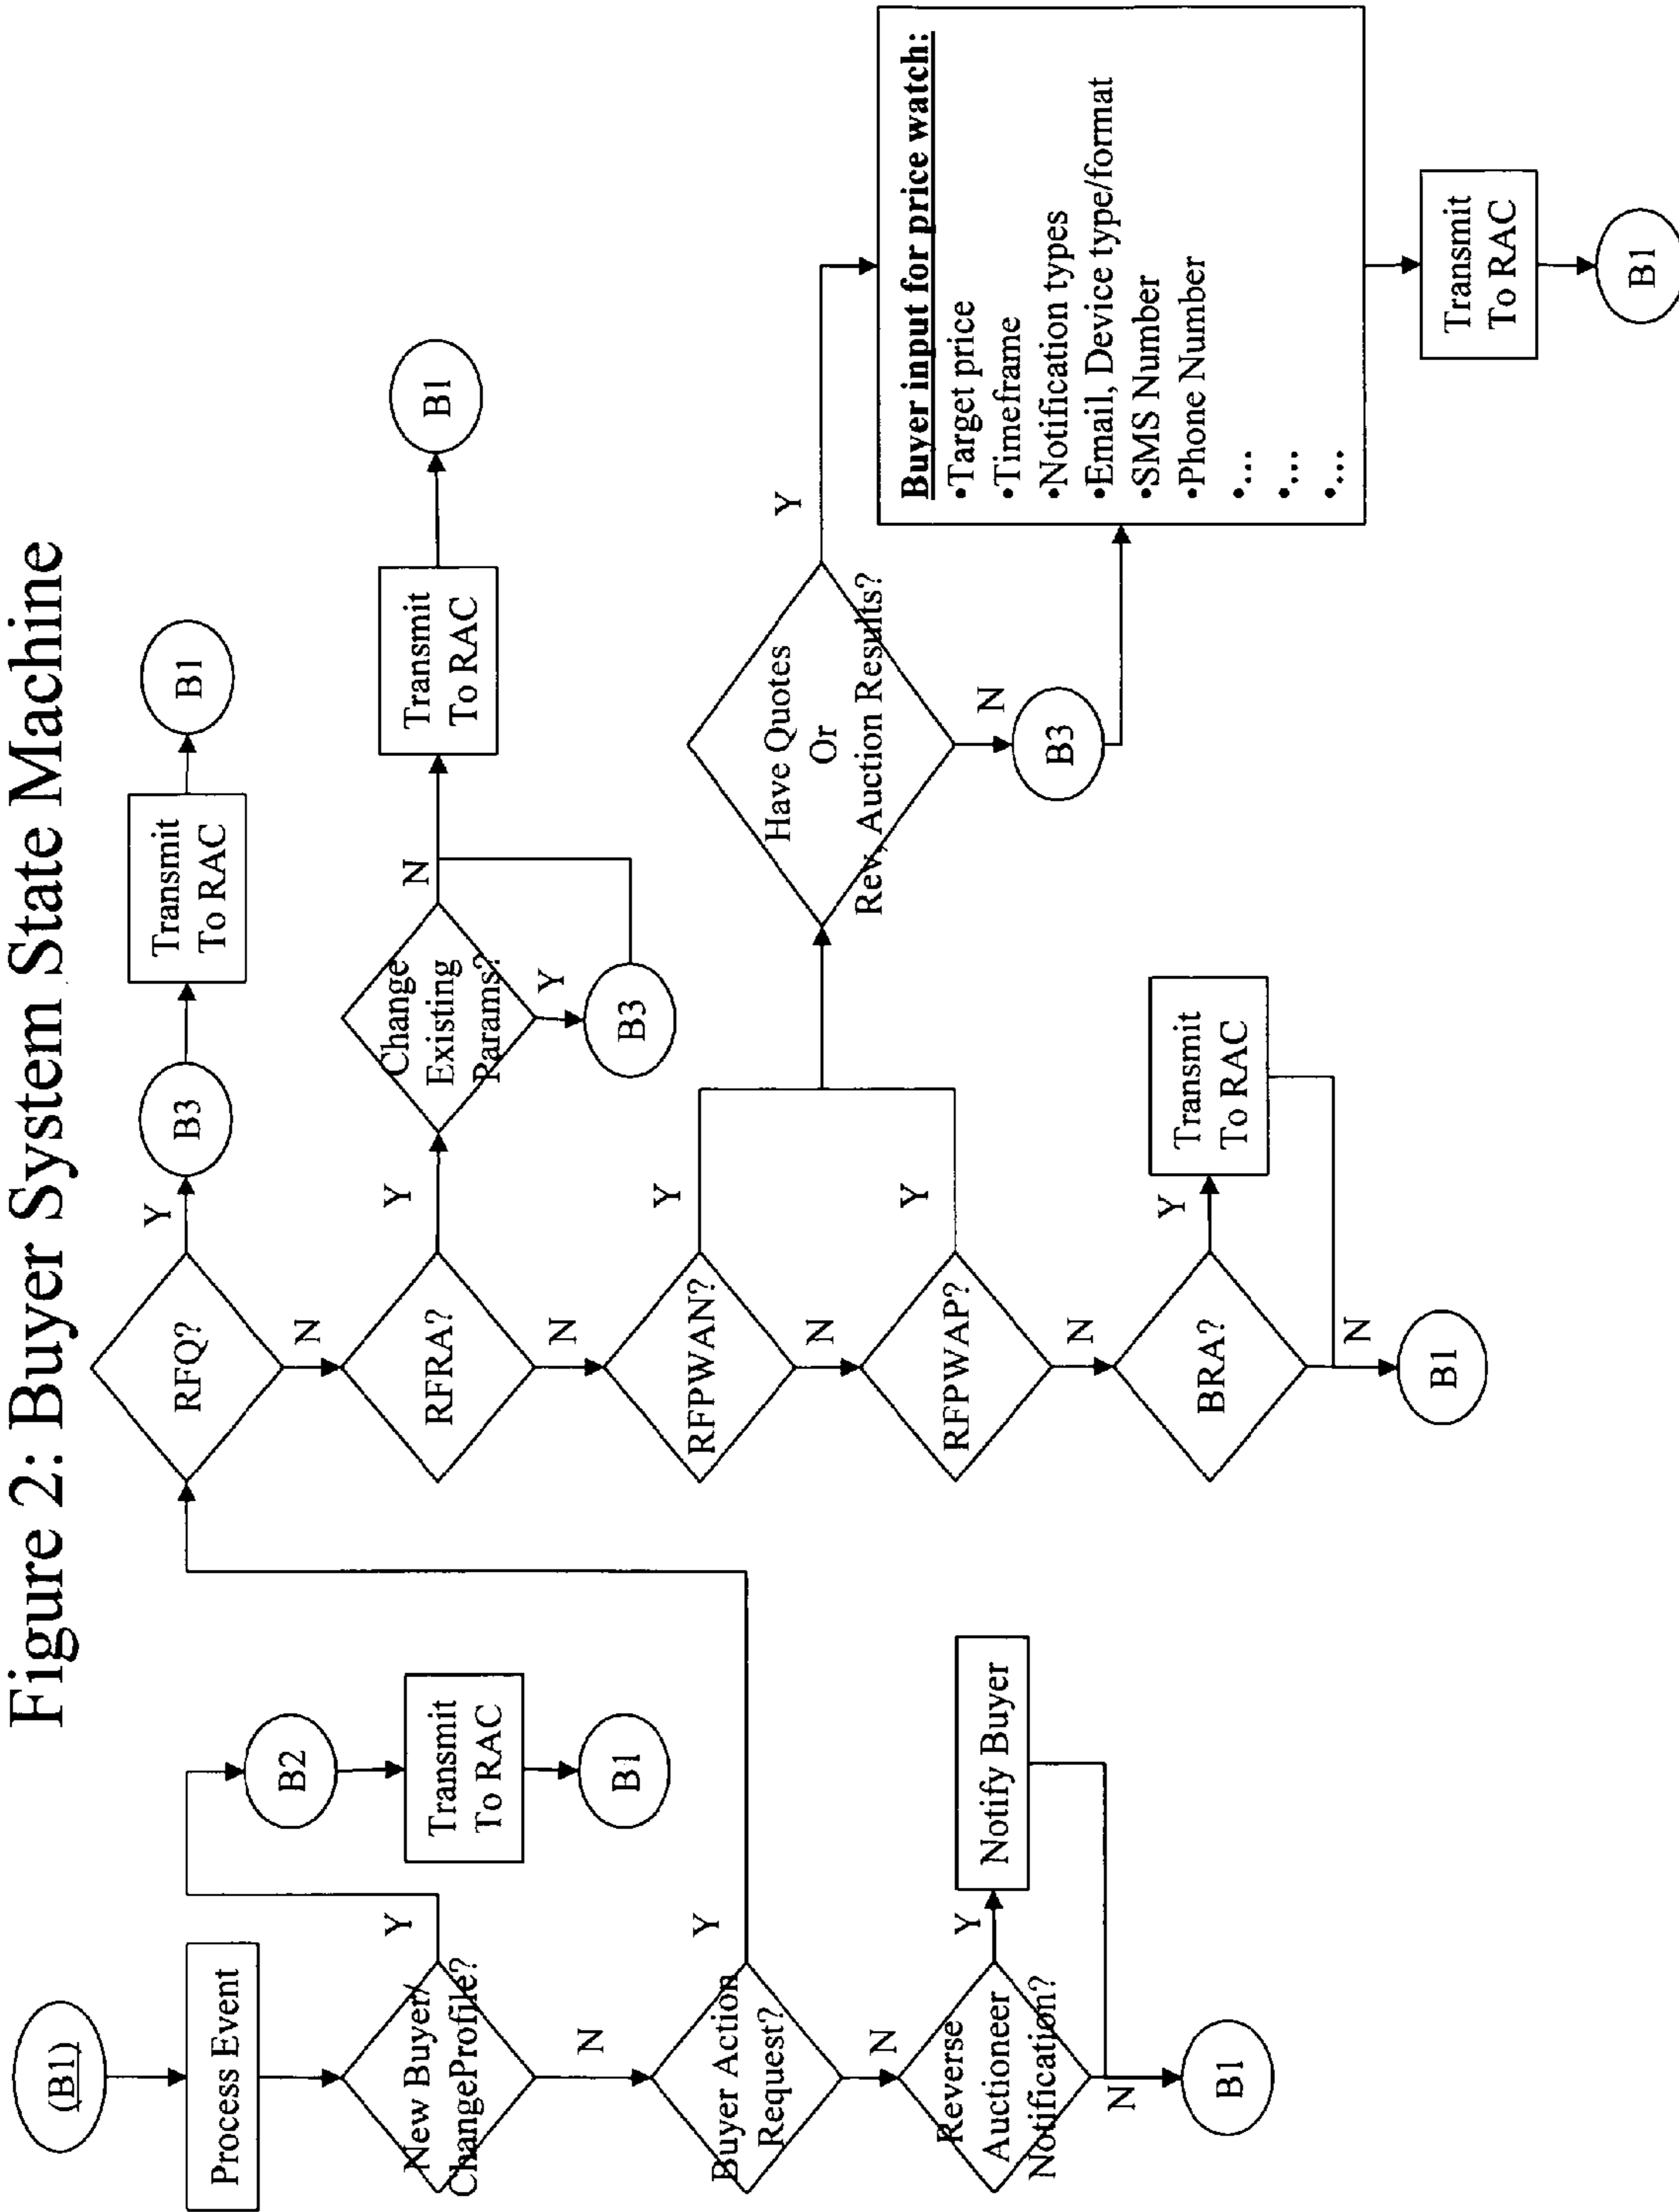 Figure 2: Buyer System State Machine
(B1)
Process Event
New Buyer/
ChangeProfile?
Y
N
B2
Transmit
To RAC
B1
Buyer Action
Request?
Y
N
Reverse
Auctioneer
Notification?
Y
N
Notify Buyer
B1
RFQ?
Y
N
B3
Transmit
To RAC
B1
RFRA?
Y
N
Change
Existing
Params?
N
Y
B3
Transmit
To RAC
B1
RFPWAN?
Y
N
RFPWAP?
Y
N
Have Quotes
Or
Rev, Auction Results?
Y
N
B3
Buyer input for price watch:
•Target price
•Timeframe
•Notification types
•Email, Device type/format
•SMS Number
•Phone Number
•...
•...
•...
Transmit
To RAC
B1
BRA?
Y
N
Transmit
To RAC
B1